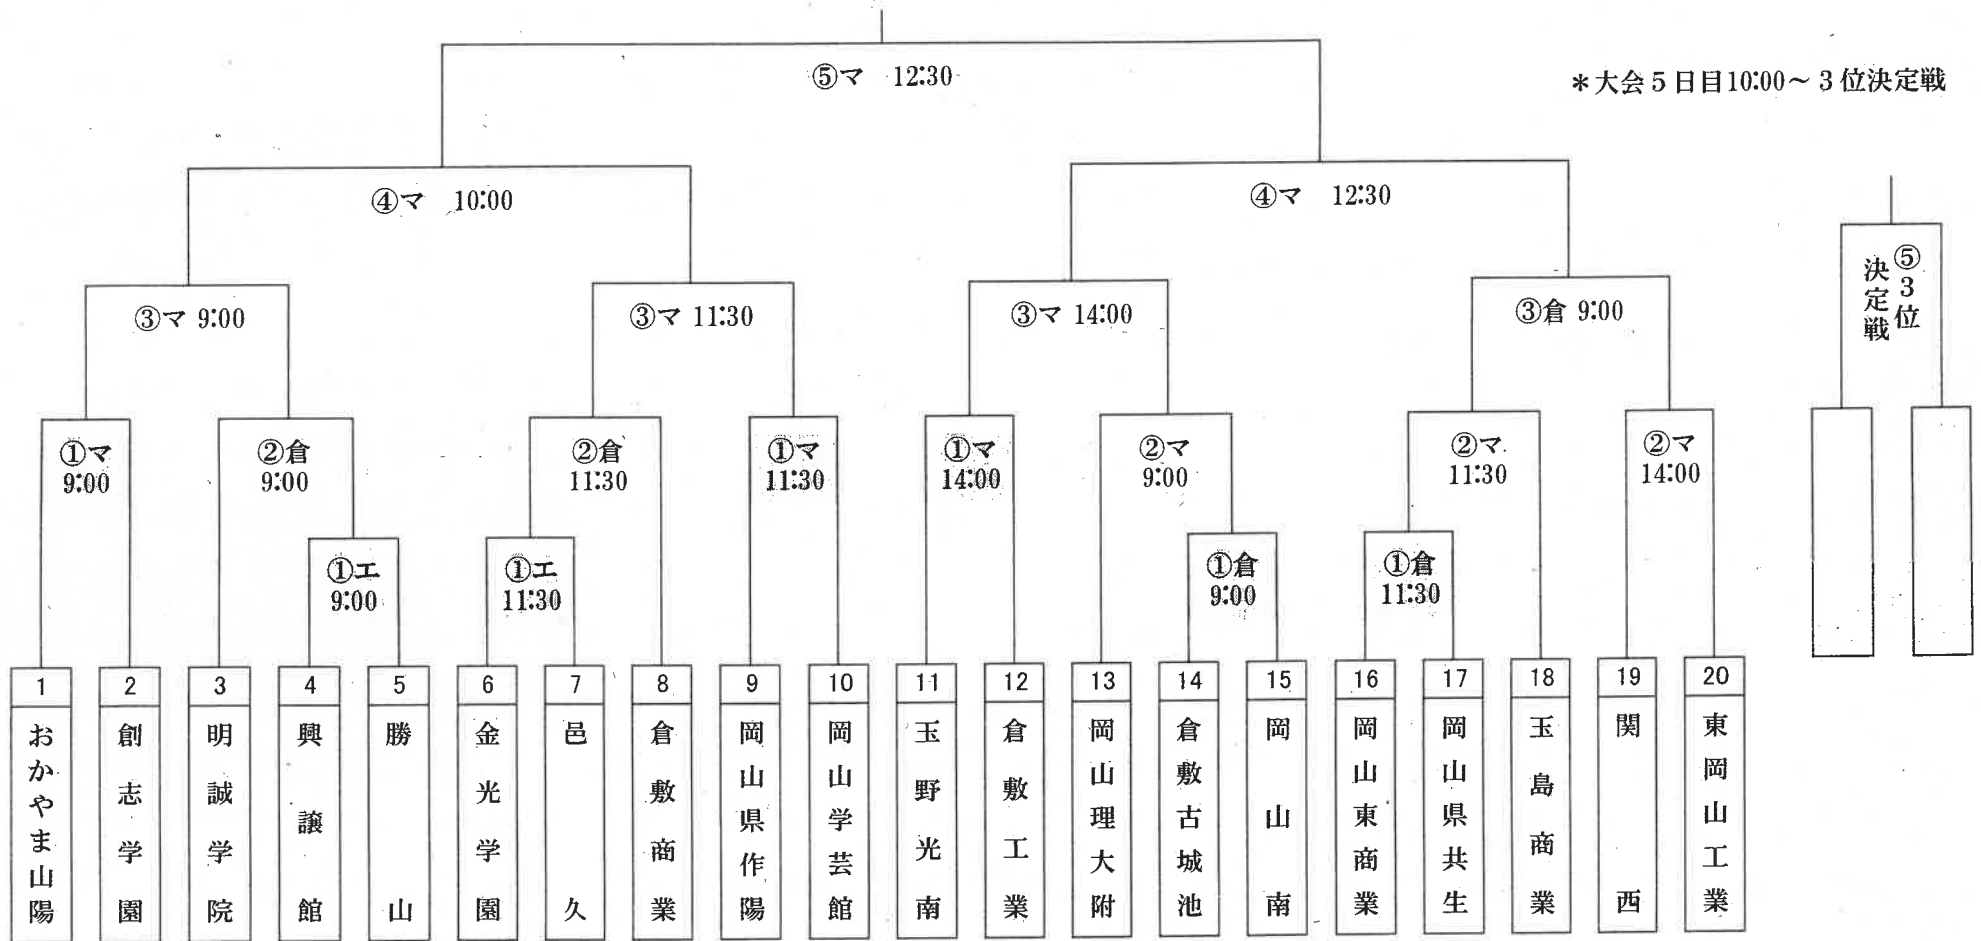 ⑤マ 12:30
＊大会５日目10:00～３位決定戦
④マ 10:00
④マ 12:30
⑤３位
決定戦
③マ 9:00
③マ 11:30
③マ 14:00
③倉 9:00
①マ
9:00
②倉
9:00
②倉
11:30
①マ
11:30
①マ
14:00
②マ
9:00
②マ
11:30
②マ
14:00
①エ
9:00
①エ
11:30
①倉
9:00
①倉
11:30
1
おかやま山陽
2
創志学園
3
明誠学院
4
興譲館
5
勝山
6
金光学園
7
邑久
8
倉敷商業
9
岡山県作陽
10
岡山学芸館
11
玉野光南
12
倉敷工業
13
岡山理大附
14
倉敷古城池
15
岡山南
16
岡山東商業
17
岡山県共生
18
玉島商業
19
関西
20
東岡山工業